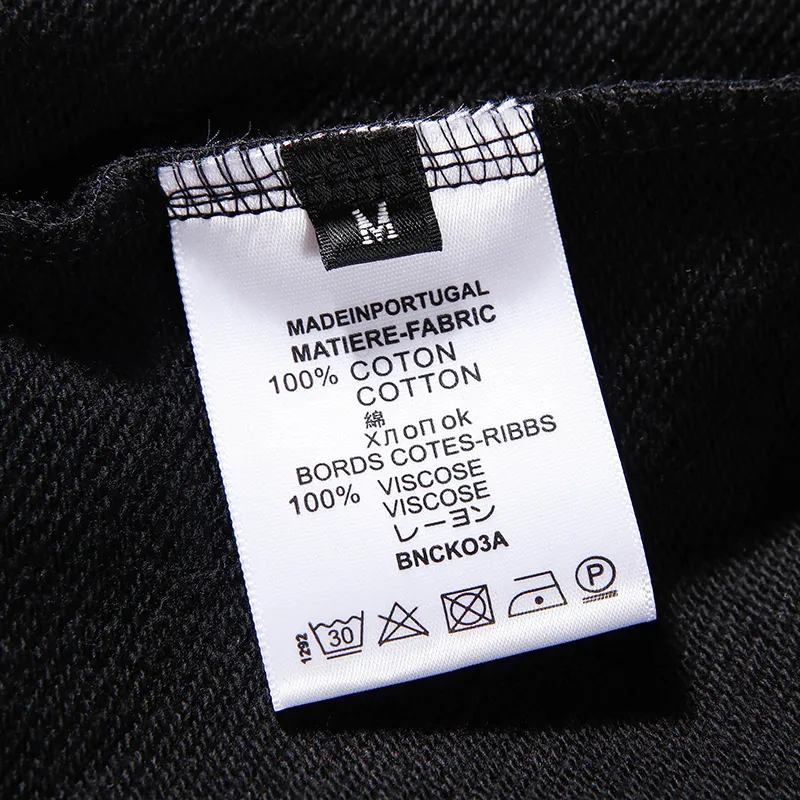 M
MADEINPORTUGAL
MATIERE-FABRIC
100% COTON
COTTON
綿
хлопок
BORDS COTES-RIBBS
100% VISCOSE
VISCOSE
レーヨン
BNCKO3A
1292 30 P